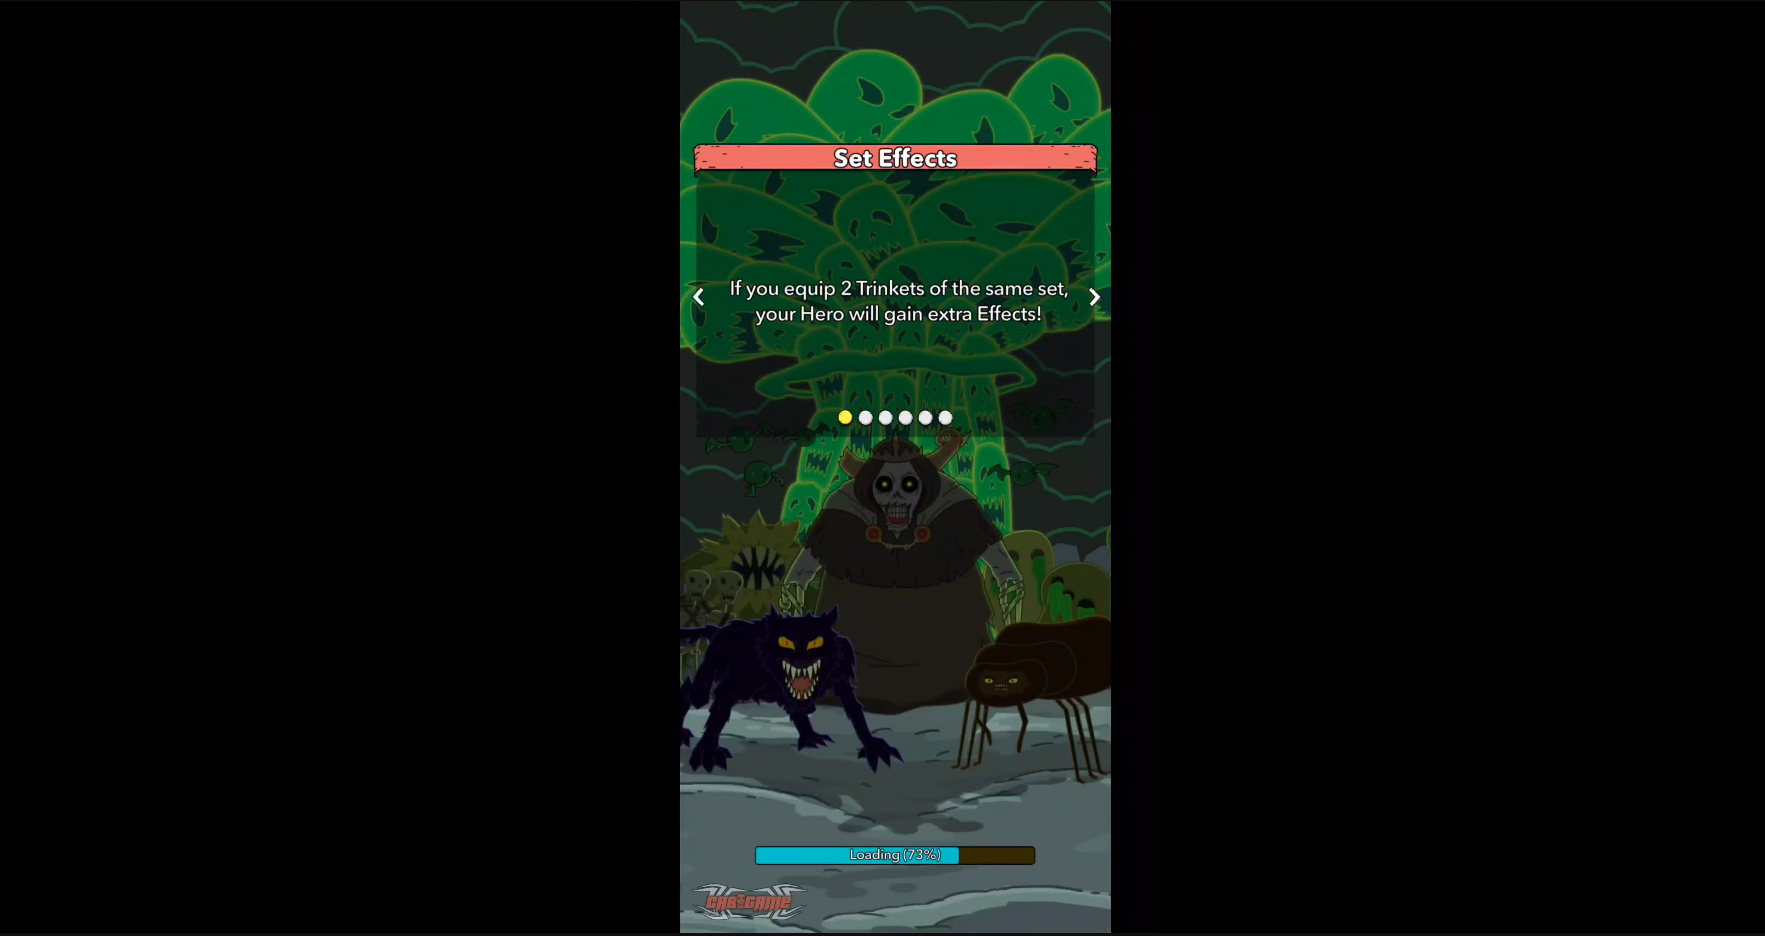 Set Effects
If you equip 2 Trinkets of the same set,
your Hero will gain extra Effects!
Loading (73%)